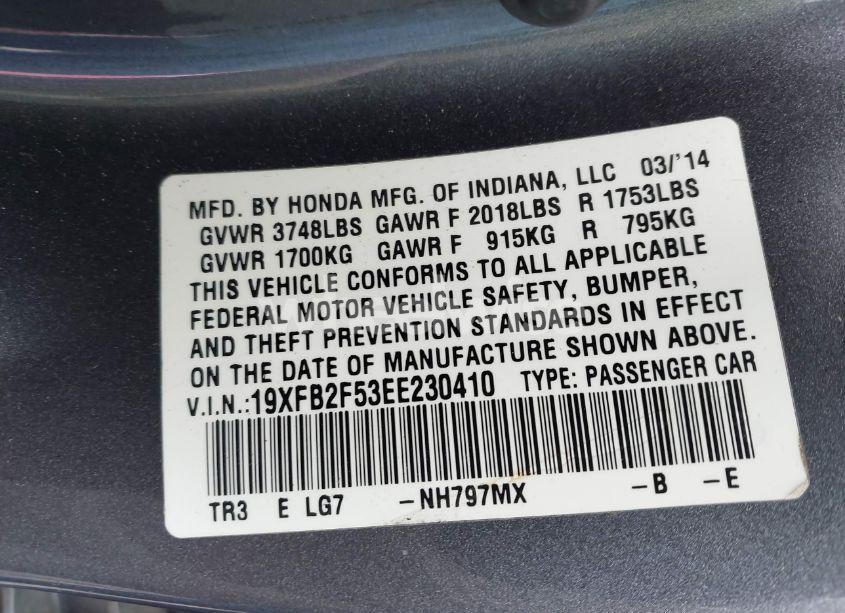 MFD. BY HONDA MFG. OF INDIANA, LLC 03/'14
GVWR 3748LBS GAWR F 2018LBS R 1753LBS
GVWR 1700KG GAWR F 915KG R 795KG
THIS VEHICLE CONFORMS TO ALL APPLICABLE
FEDERAL MOTOR VEHICLE SAFETY, BUMPER,
AND THEFT PREVENTION STANDARDS IN EFFECT
ON THE DATE OF MANUFACTURE SHOWN ABOVE.
V.I.N.:19XFB2F53EE230410 TYPE: PASSENGER CAR
TR3 E LG7 -NH797MX -B -E